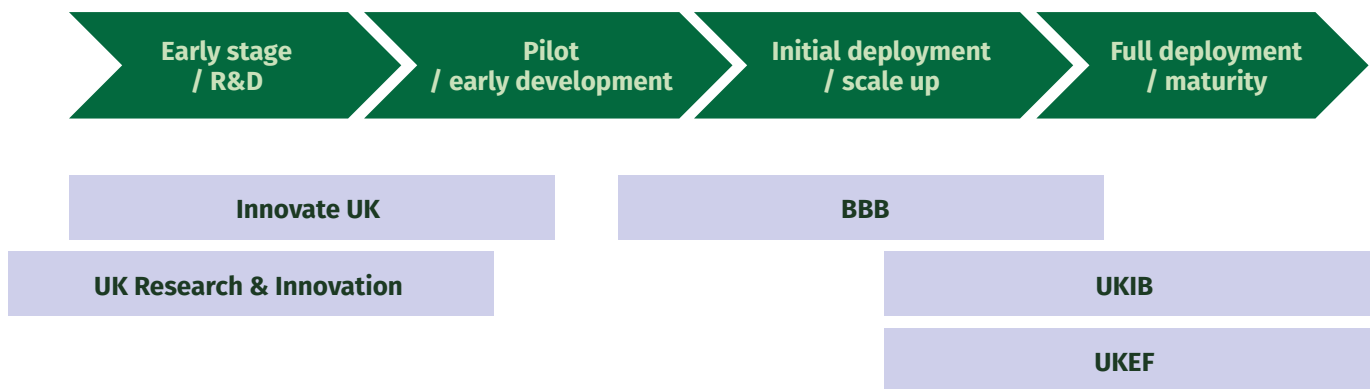 Early stage
/ R&D
Pilot
/ early development
Initial deployment
/ scale up
Full deployment
/ maturity
Innovate UK
BBB
UK Research & Innovation
UKIB
UKEF